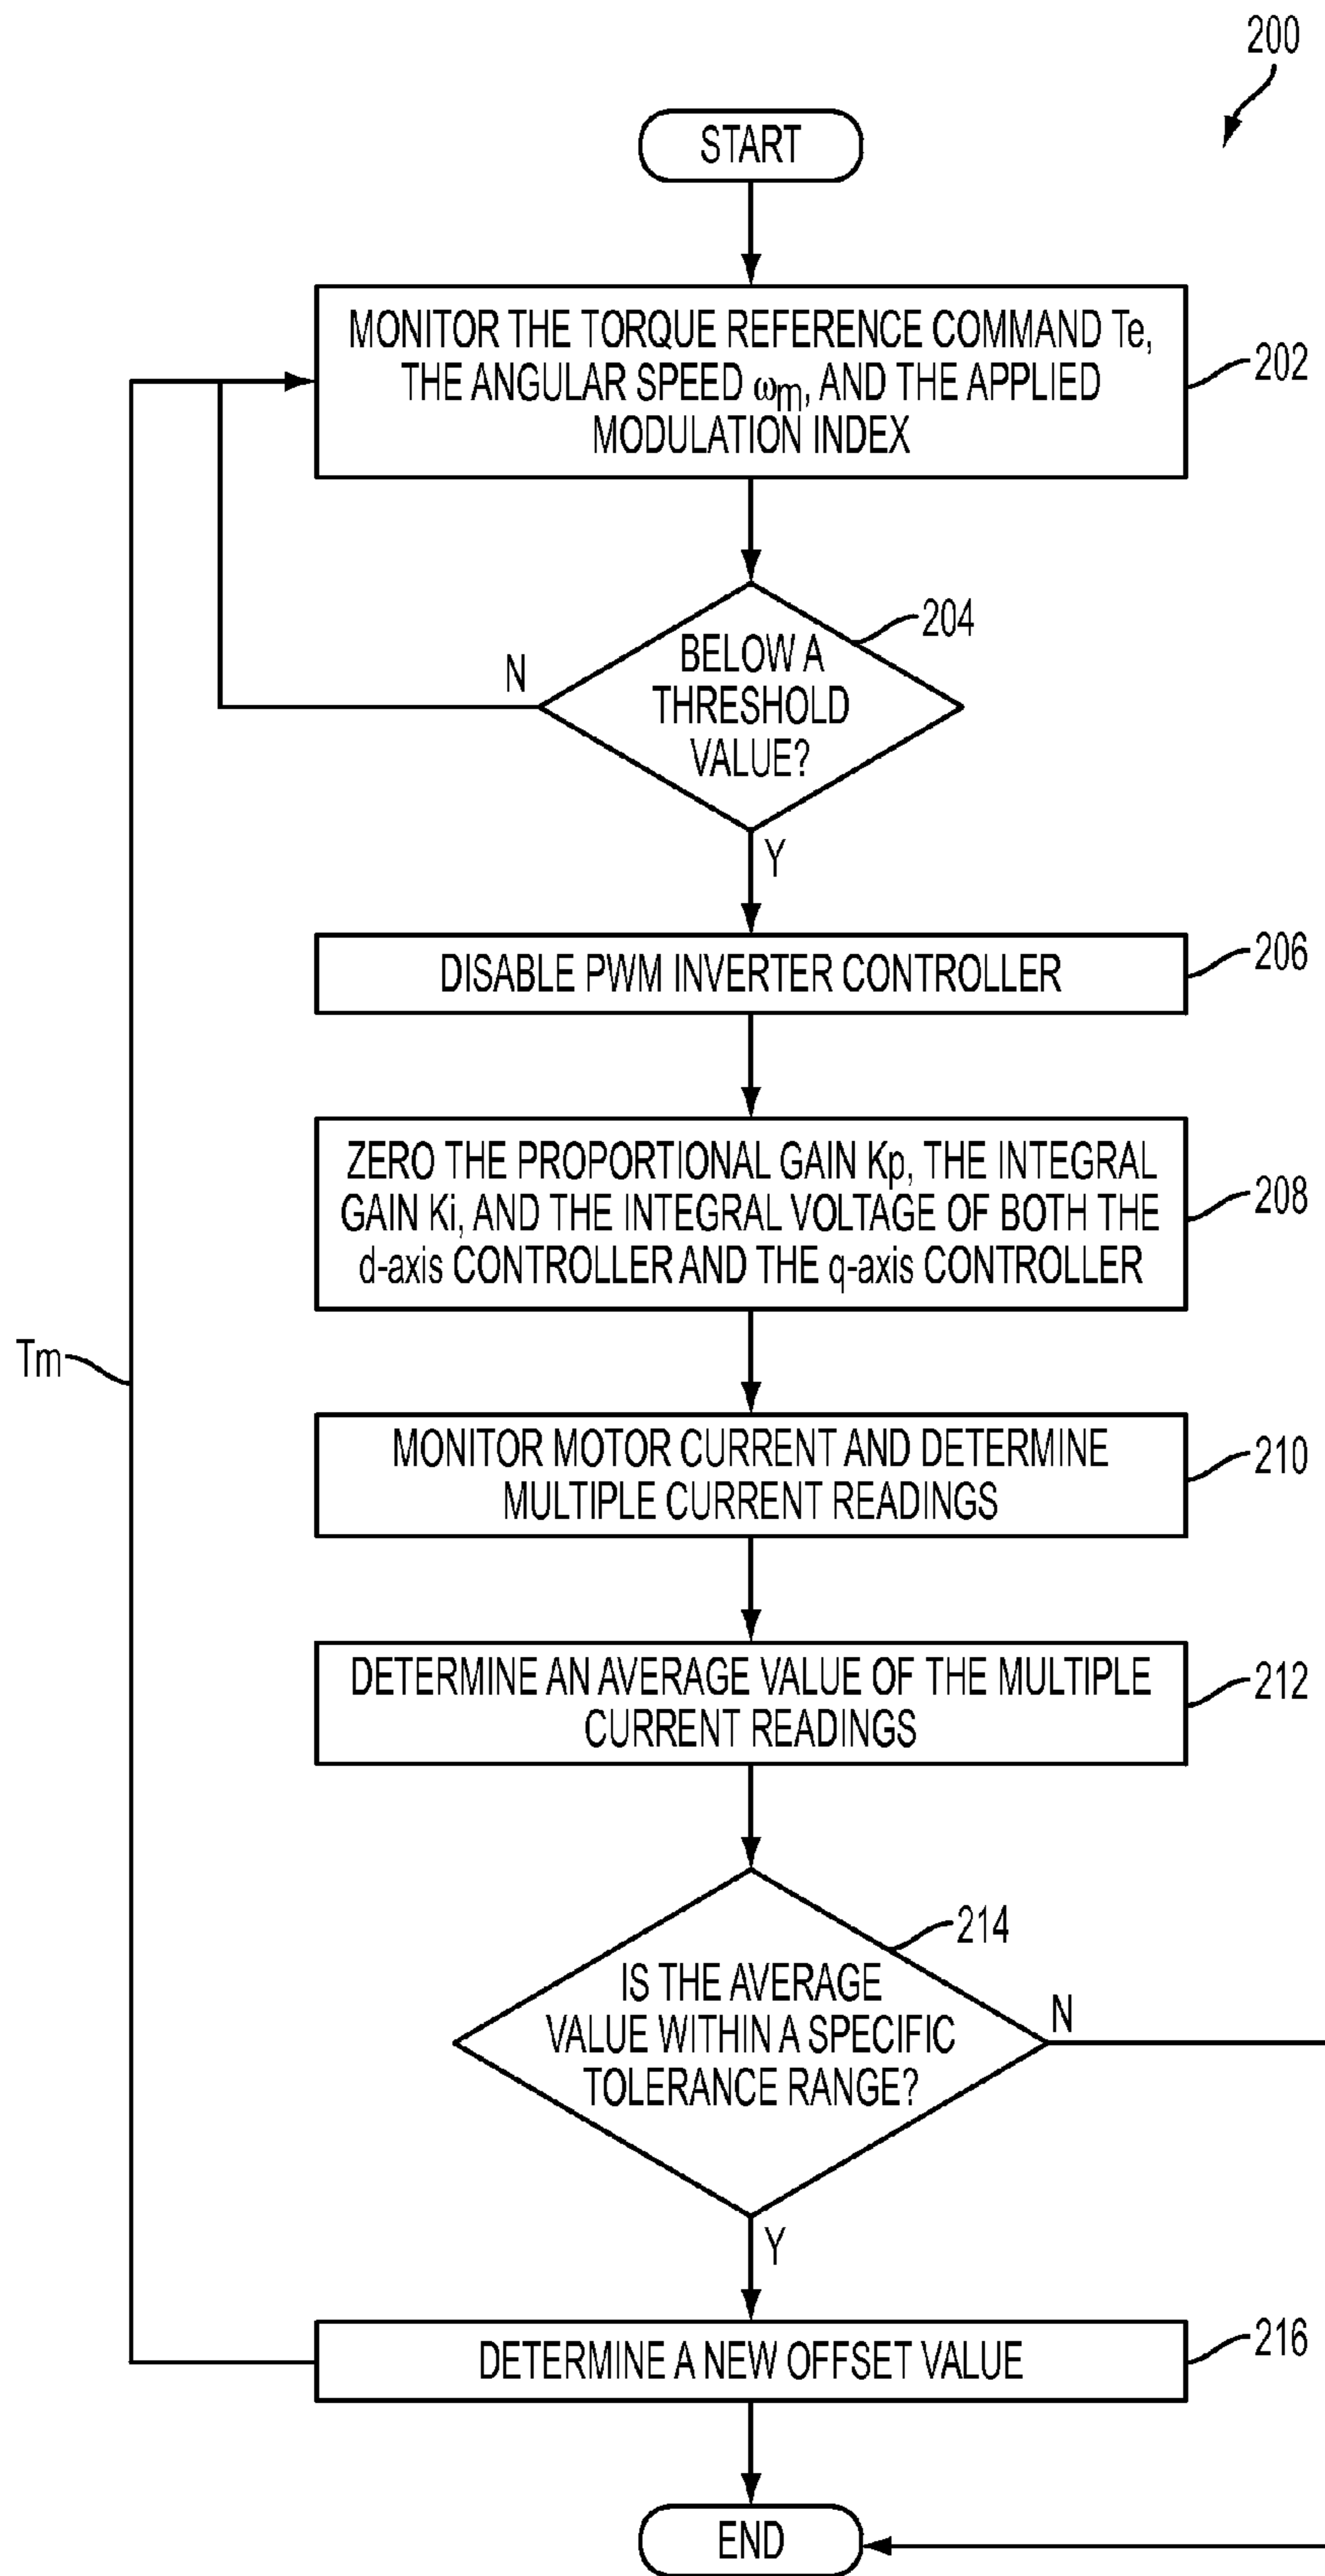 200
START
MONITOR THE TORQUE REFERENCE COMMAND Te,
THE ANGULAR SPEED ωm, AND THE APPLIED
MODULATION INDEX
202
204
BELOW A
THRESHOLD
VALUE?
N
Y
DISABLE PWM INVERTER CONTROLLER
206
ZERO THE PROPORTIONAL GAIN Kp, THE INTEGRAL
GAIN Ki, AND THE INTEGRAL VOLTAGE OF BOTH THE
d-axis CONTROLLER AND THE q-axis CONTROLLER
208
Tm
MONITOR MOTOR CURRENT AND DETERMINE
MULTIPLE CURRENT READINGS
210
DETERMINE AN AVERAGE VALUE OF THE MULTIPLE
CURRENT READINGS
212
214
IS THE AVERAGE
VALUE WITHIN A SPECIFIC
TOLERANCE RANGE?
N
Y
DETERMINE A NEW OFFSET VALUE
216
END